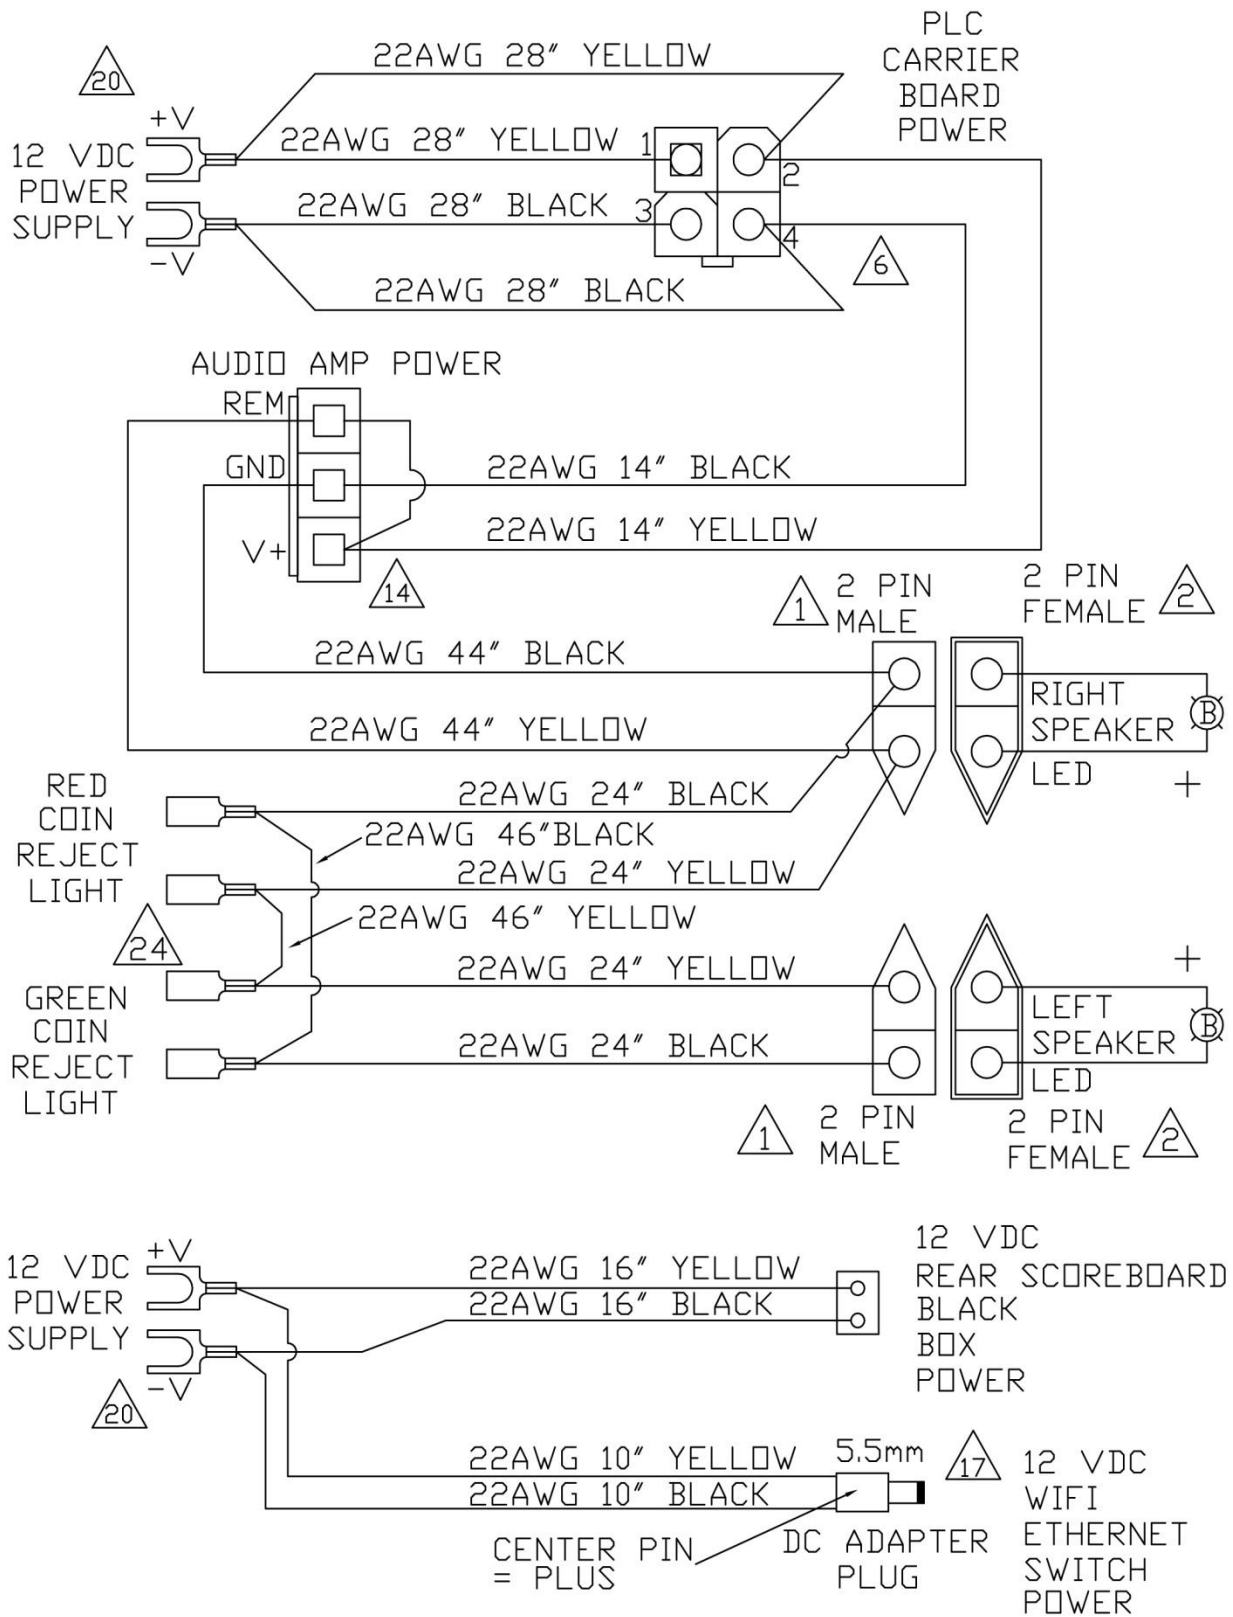 PLC
CARRIER
BOARD
POWER
20
22AWG 28" YELLOW
+V
12 VDC
POWER
SUPPLY
-V
22AWG 28" YELLOW
1
2
22AWG 28" BLACK
3
4
6
22AWG 28" BLACK
AUDIO AMP POWER
REM
GND
V+
22AWG 14" BLACK
22AWG 14" YELLOW
14
1
2 PIN
MALE
2 PIN
FEMALE
2
22AWG 44" BLACK
22AWG 44" YELLOW
RIGHT
SPEAKER
LED
B
+
RED
COIN
REJECT
LIGHT
22AWG 24" BLACK
22AWG 46"BLACK
22AWG 24" YELLOW
22AWG 46" YELLOW
24
GREEN
COIN
REJECT
LIGHT
22AWG 24" YELLOW
22AWG 24" BLACK
+
LEFT
SPEAKER
LED
B
1
2 PIN
MALE
2 PIN
FEMALE
2
12 VDC
POWER
SUPPLY
+V
-V
20
22AWG 16" YELLOW
22AWG 16" BLACK
12 VDC
REAR SCOREBOARD
BLACK
BOX
POWER
22AWG 10" YELLOW
22AWG 10" BLACK
5.5mm
17
CENTER PIN
= PLUS
DC ADAPTER
PLUG
12 VDC
WIFI
ETHERNET
SWITCH
POWER